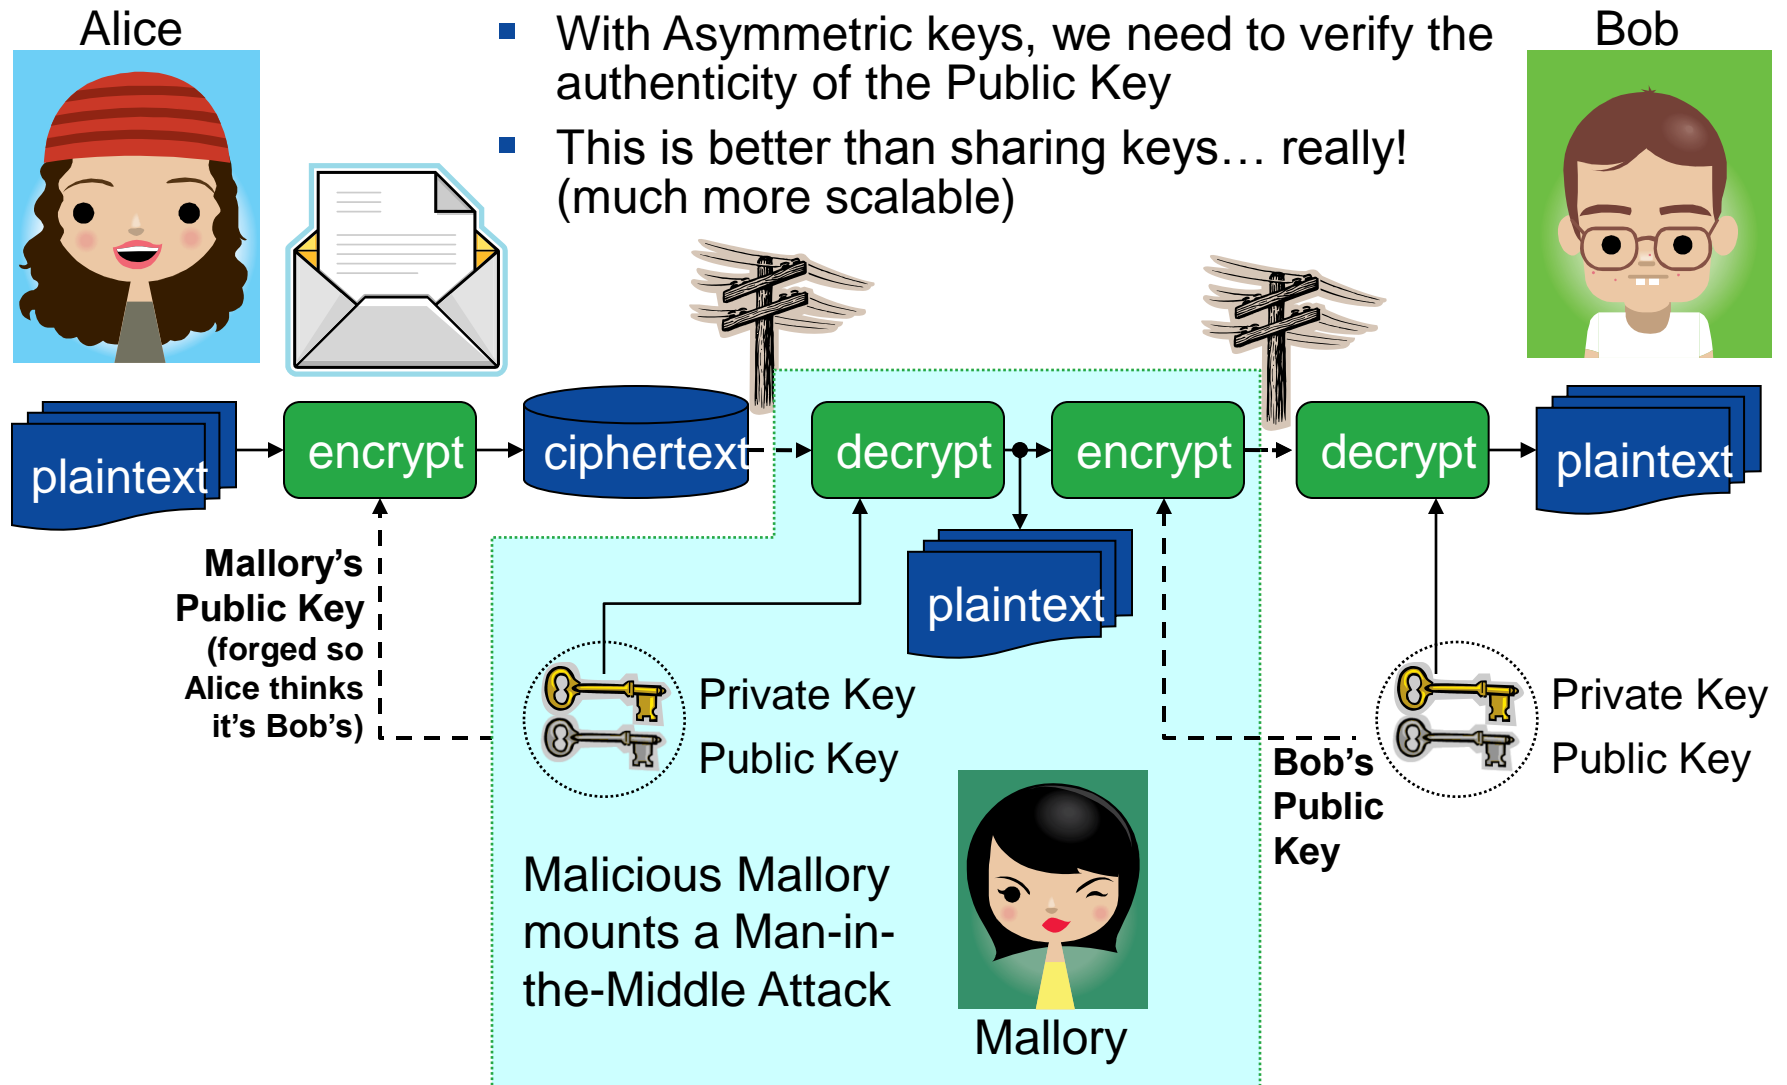 Alice
With Asymmetric keys, we need to verify the
authenticity of the Public Key
This is better than sharing keys… really!
(much more scalable)
Bob
plaintext
encrypt
ciphertext
decrypt
encrypt
decrypt
plaintext
Mallory’s
Public Key
(forged so
Alice thinks
it’s Bob’s)
plaintext
Private Key
Public Key
Bob’s
Public
Key
Private Key
Public Key
Malicious Mallory
mounts a Man-in-
the-Middle Attack
Mallory